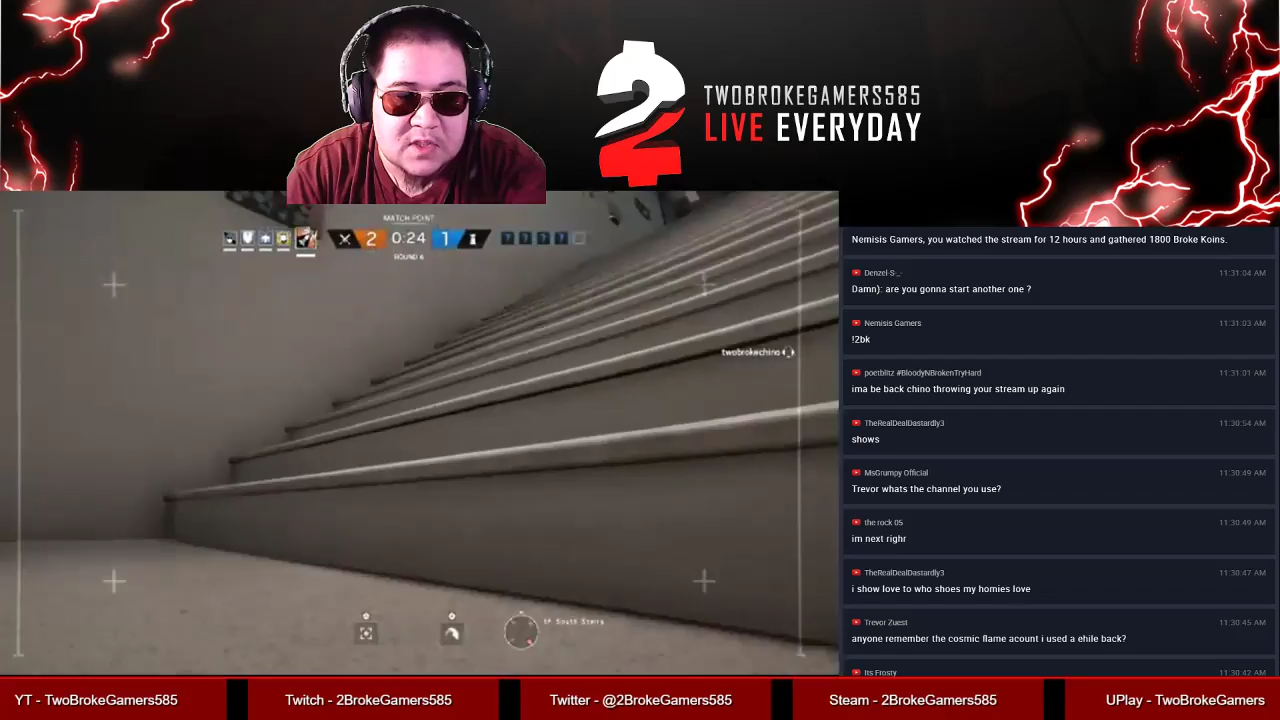 2
TWOBROKEGAMERS585
LIVE EVERYDAY
MATCH POINT
2 0:24 1
ROUND 6
? ? ? ?
twobrokechino
1F South Stairs
Nemisis Gamers, you watched the stream for 12 hours and gathered 1800 Broke Koins.
Denzel-S-_- 11:31:04 AM
Damn): are you gonna start another one ?
Nemisis Gamers 11:31:03 AM
!2bk
poetblitz #BloodyNBrokenTryHard 11:31:01 AM
ima be back chino throwing your stream up again
TheRealDealDastardly3 11:30:54 AM
shows
MsGrumpy Official 11:30:49 AM
Trevor whats the channel you use?
the rock 05 11:30:49 AM
im next righr
TheRealDealDastardly3 11:30:47 AM
i show love to who shoes my homies love
Trevor Zuest 11:30:45 AM
anyone remember the cosmic flame acount i used a ehile back?
Its Frosty 11:30:42 AM
YT - TwoBrokeGamers585
Twitch - 2BrokeGamers585
Twitter - @2BrokeGamers585
Steam - 2BrokeGamers585
UPlay - TwoBrokeGamers